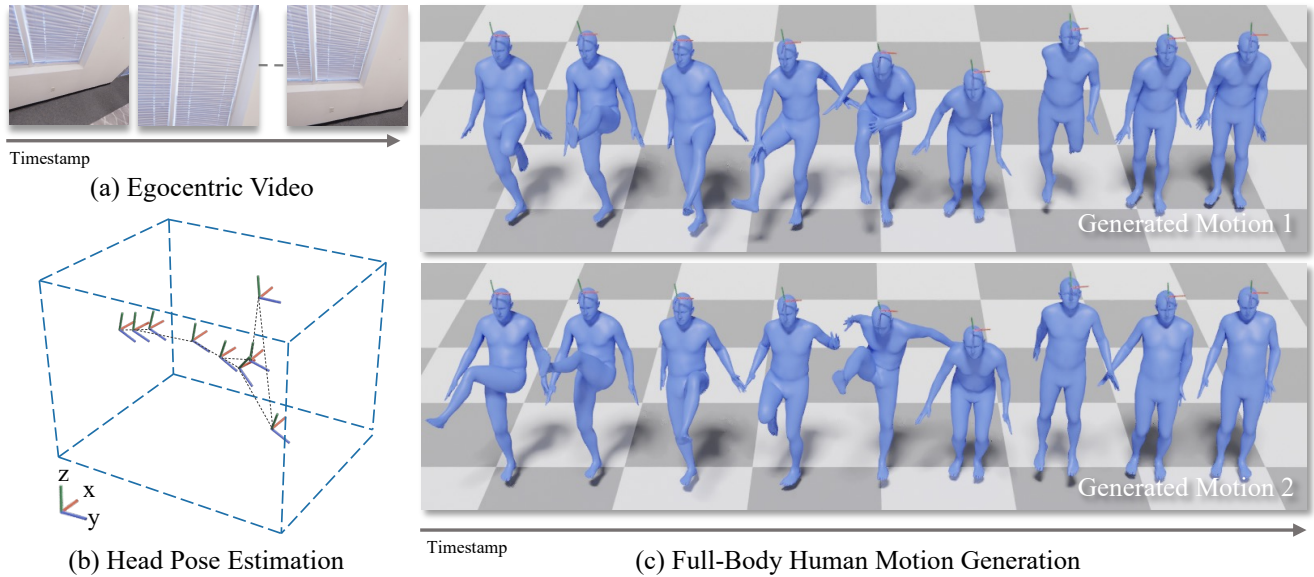 Timestamp
(a) Egocentric Video
z
x
y
(b) Head Pose Estimation
Generated Motion 1
Generated Motion 2
Timestamp
(c) Full-Body Human Motion Generation